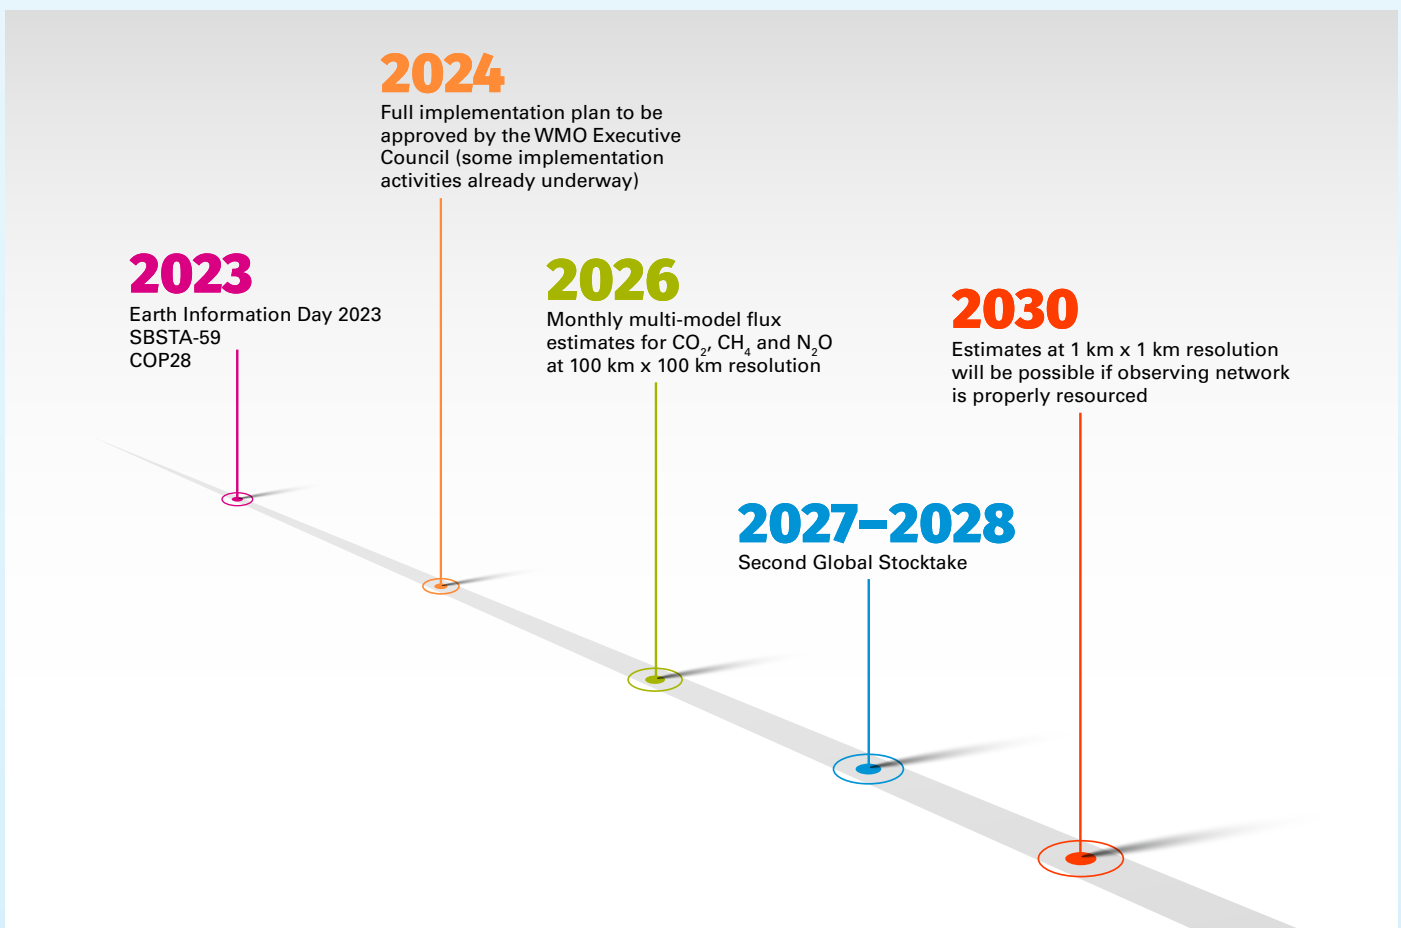 2023
Earth Information Day 2023
SBSTA-59
COP28
2024
Full implementation plan to be
approved by the WMO Executive
Council (some implementation
activities already underway)
2026
Monthly multi-model flux
estimates for CO₂, CH₄ and N₂O
at 100 km x 100 km resolution
2027–2028
Second Global Stocktake
2030
Estimates at 1 km x 1 km resolution
will be possible if observing network
is properly resourced